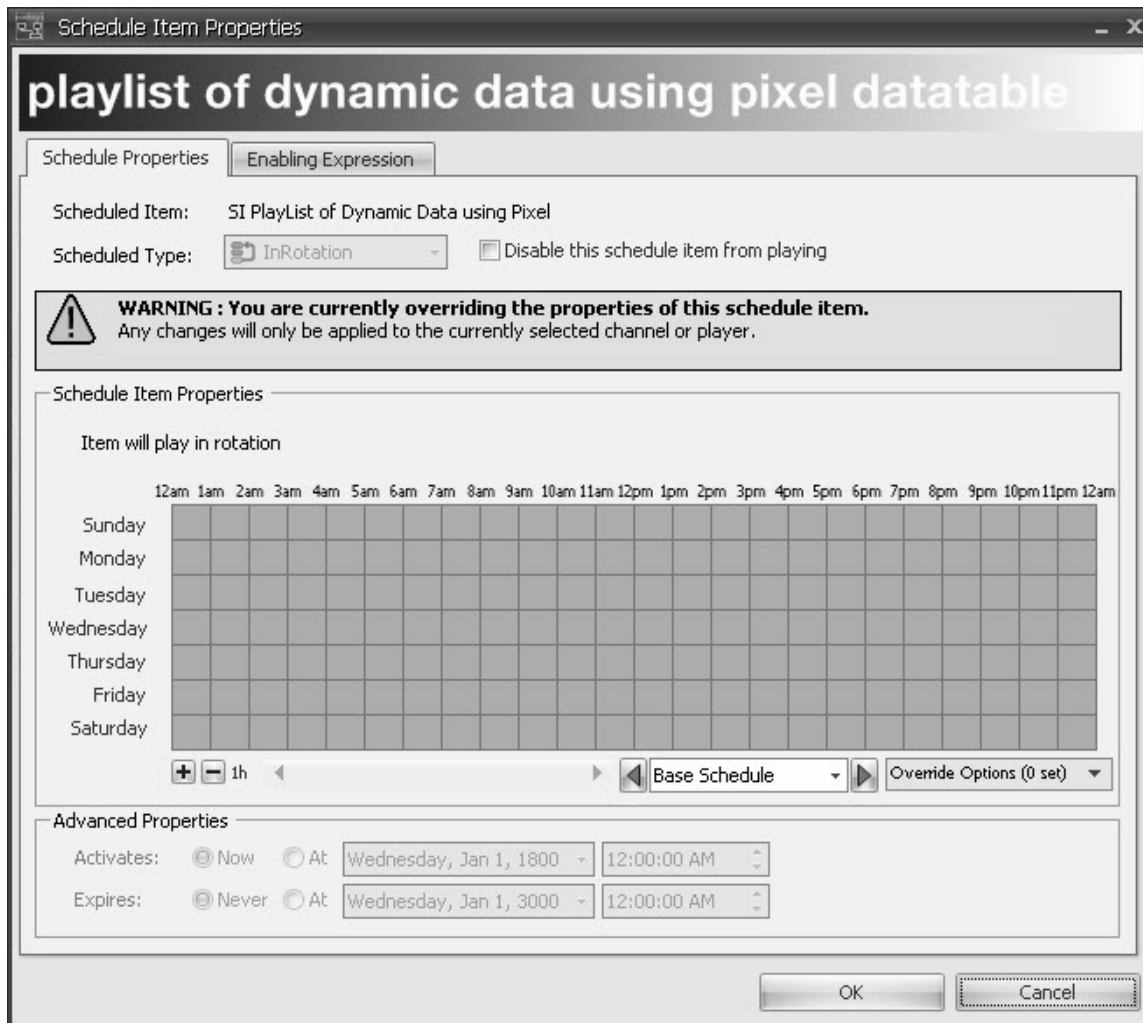 Schedule Item Properties
playlist of dynamic data using pixel datatable
Schedule Properties Enabling Expression
Scheduled Item: SI PlayList of Dynamic Data using Pixel
Scheduled Type: InRotation Disable this schedule item from playing
WARNING : You are currently overriding the properties of this schedule item.
Any changes will only be applied to the currently selected channel or player.
Schedule Item Properties
Item will play in rotation
12am 1am 2am 3am 4am 5am 6am 7am 8am 9am 10am 11am 12pm 1pm 2pm 3pm 4pm 5pm 6pm 7pm 8pm 9pm 10pm 11pm 12am
Sunday
Monday
Tuesday
Wednesday
Thursday
Friday
Saturday
1h Base Schedule Override Options (0 set)
Advanced Properties
Activates: Now At Wednesday, Jan 1, 1800 12:00:00 AM
Expires: Never At Wednesday, Jan 1, 3000 12:00:00 AM
OK Cancel